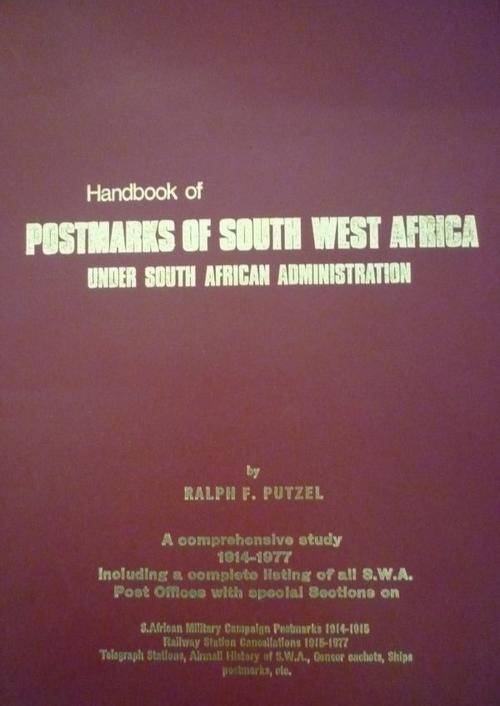 Handbook of
POSTMARKS OF SOUTH WEST AFRICA
UNDER SOUTH AFRICAN ADMINISTRATION
by
RALPH F. PUTZEL
A comprehensive study
1914-1977
Including a complete listing of all S.W.A.
Post Offices with special Sections on
S.African Military Campaign Postmarks 1914-1915
Railway Station Cancellations 1915-1977
Telegraph Stations, Airmail History of S.W.A., Censor cachets, Ships
postmarks, etc.